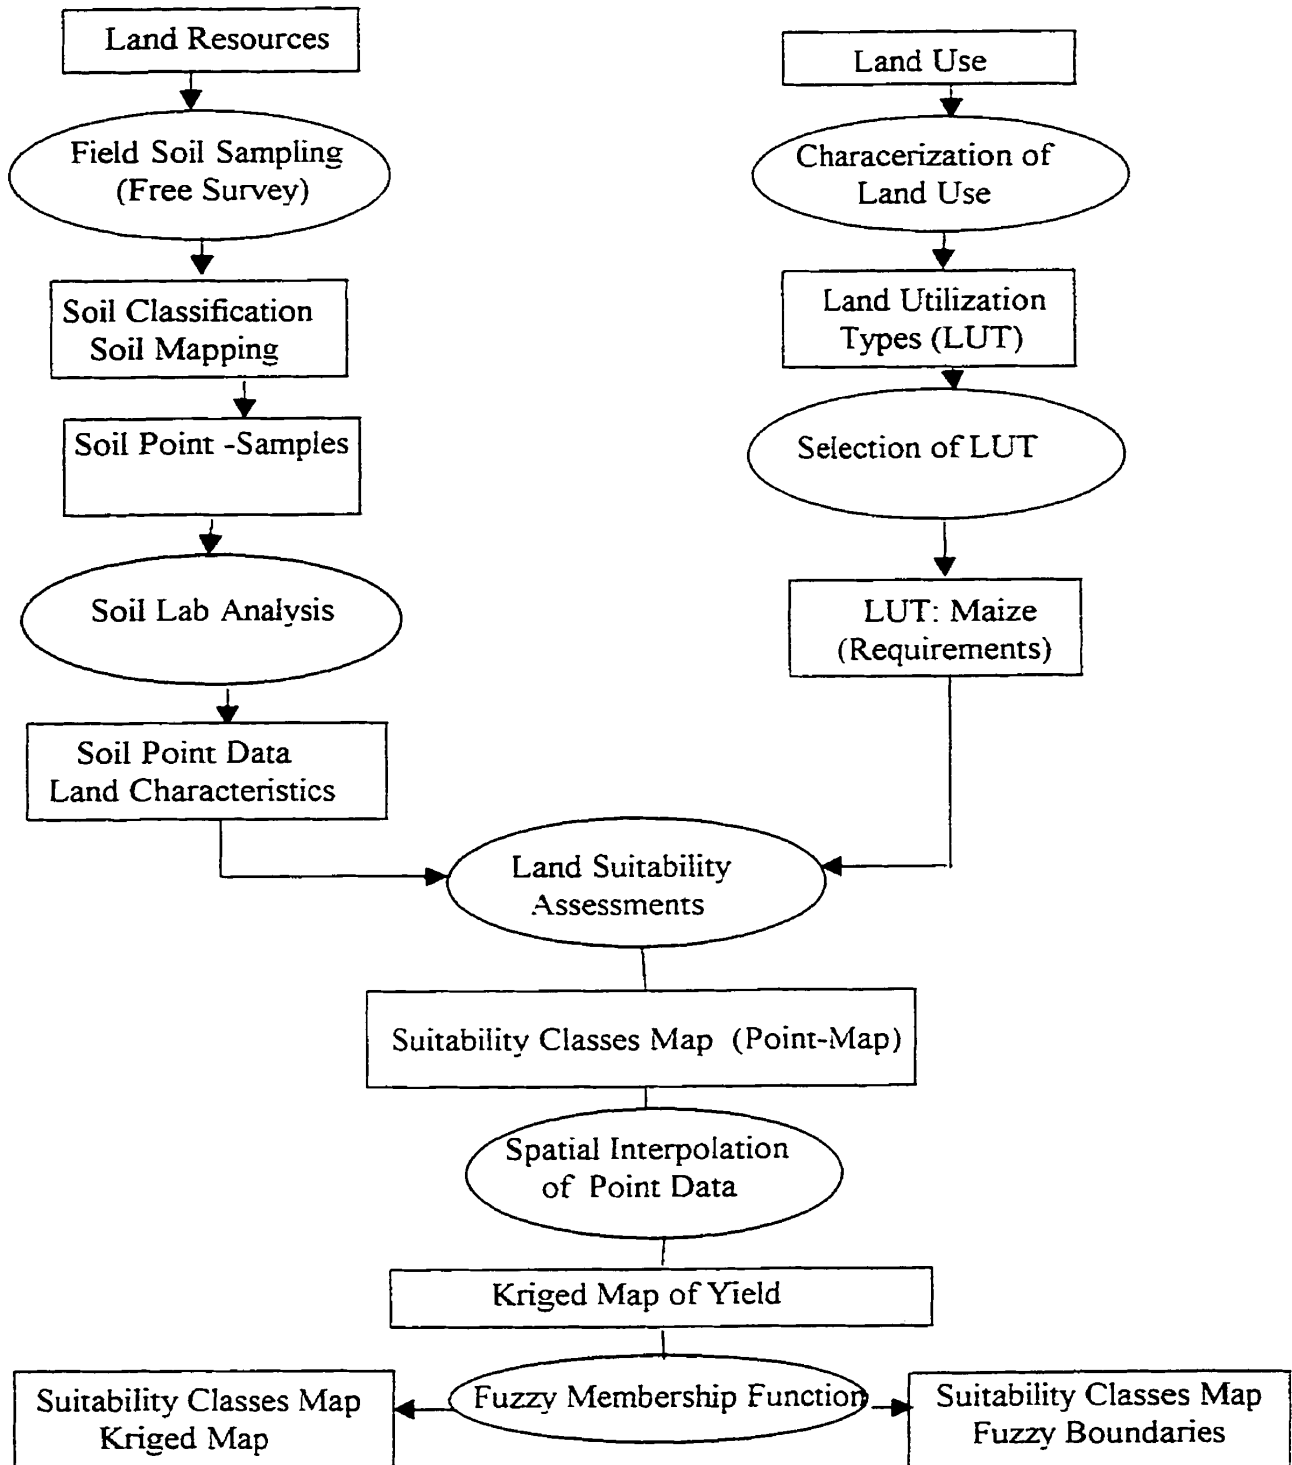 Land Resources
Field Soil Sampling
(Free Survey)
Soil Classification
Soil Mapping
Soil Point -Samples
Soil Lab Analysis
Soil Point Data
Land Characteristics
Land Use
Characerization of
Land Use
Land Utilization
Types (LUT)
Selection of LUT
LUT: Maize
(Requirements)
Land Suitability
Assessments
Suitability Classes Map (Point-Map)
Spatial Interpolation
of Point Data
Kriged Map of Yield
Fuzzy Membership Function
Suitability Classes Map
Kriged Map
Suitability Classes Map
Fuzzy Boundaries